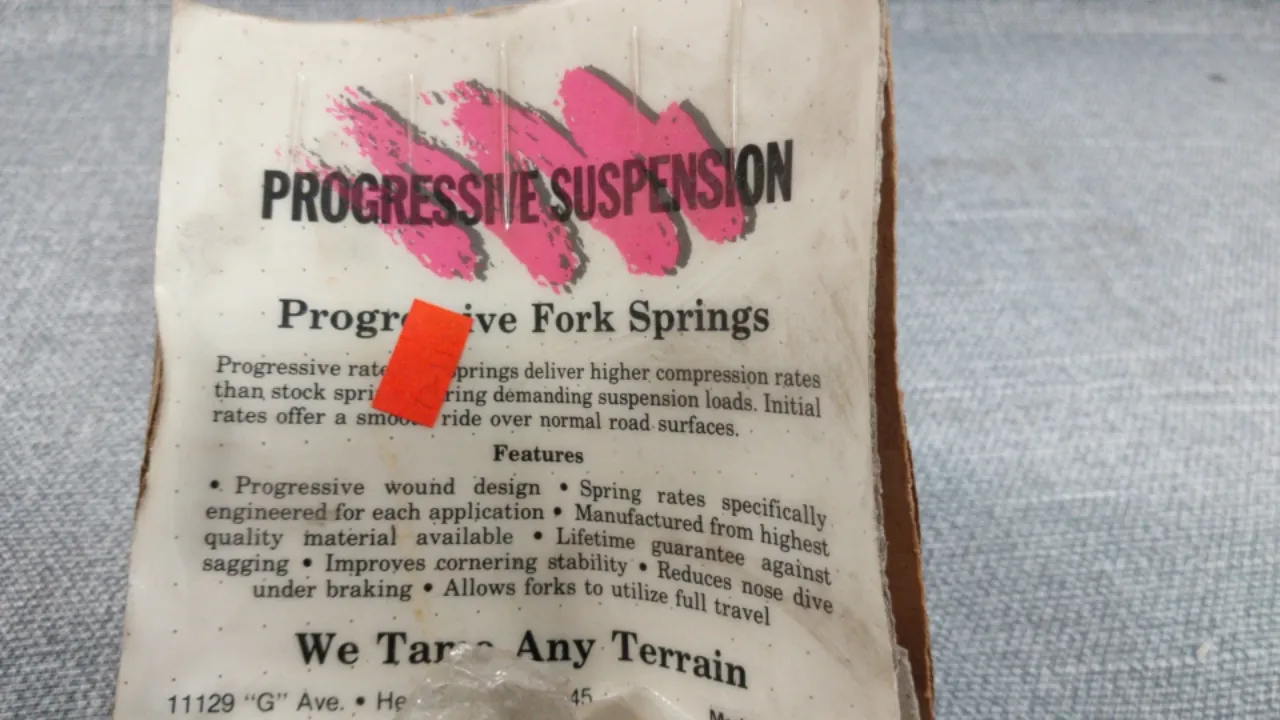 PROGRESSIVE SUSPENSION
Progr ive Fork Springs
Progressive rate springs deliver higher compression rates
than stock spri ring demanding suspension loads. Initial
rates offer a smoo ride over normal road surfaces.
Features
• Progressive wound design • Spring rates specifically
engineered for each application • Manufactured from highest
quality material available • Lifetime guarantee against
sagging • Improves cornering stability • Reduces nose dive
under braking • Allows forks to utilize full travel
We Tame Any Terrain
11129 "G" Ave. • He 45